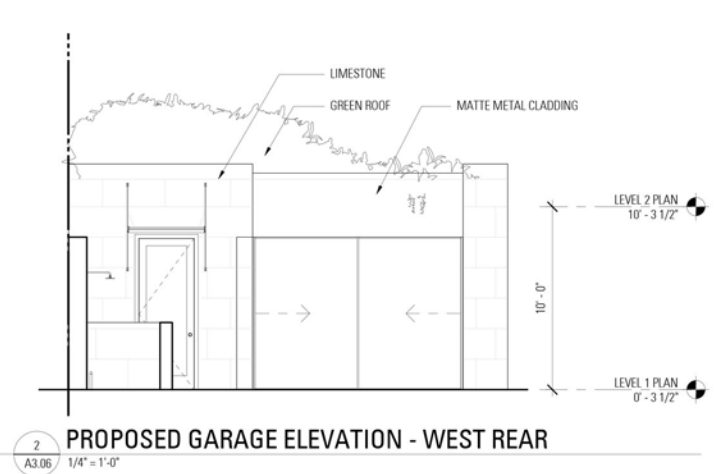 LIMESTONE
GREEN ROOF
MATTE METAL CLADDING
LEVEL 2 PLAN
10' - 3 1/2"
10' - 0"
LEVEL 1 PLAN
0' - 3 1/2"
2
A3.06
PROPOSED GARAGE ELEVATION - WEST REAR
1/4" = 1'-0"